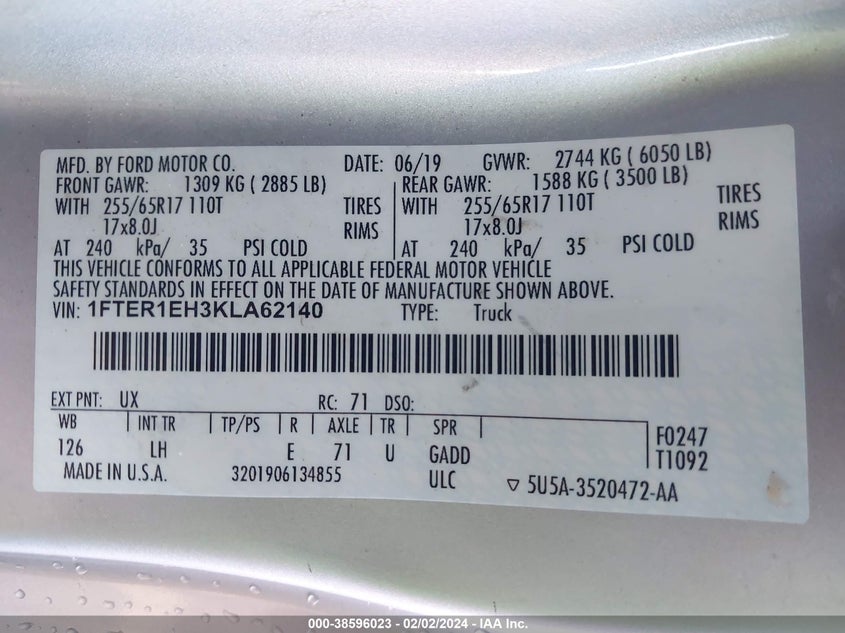 MFD. BY FORD MOTOR CO. DATE: 06/19 GVWR: 2744 KG ( 6050 LB)
FRONT GAWR: 1309 KG ( 2885 LB) REAR GAWR: 1588 KG ( 3500 LB)
WITH 255/65R17 110T TIRES WITH 255/65R17 110T TIRES
17x8.0J RIMS 17x8.0J RIMS
AT 240 kPa/ 35 PSI COLD AT 240 kPa/ 35 PSI COLD
THIS VEHICLE CONFORMS TO ALL APPLICABLE FEDERAL MOTOR VEHICLE
SAFETY STANDARDS IN EFFECT ON THE DATE OF MANUFACTURE SHOWN ABOVE.
VIN: 1FTER1EH3KLA62140 TYPE: Truck
EXT PNT: UX RC: 71 DSO:
WB INT TR TP/PS R AXLE TR SPR F0247
126 LH E 71 U GADD T1092
MADE IN U.S.A. 3201906134855 ULC ▽ 5U5A-3520472-AA
000-38596023 - 02/02/2024 - IAA Inc.